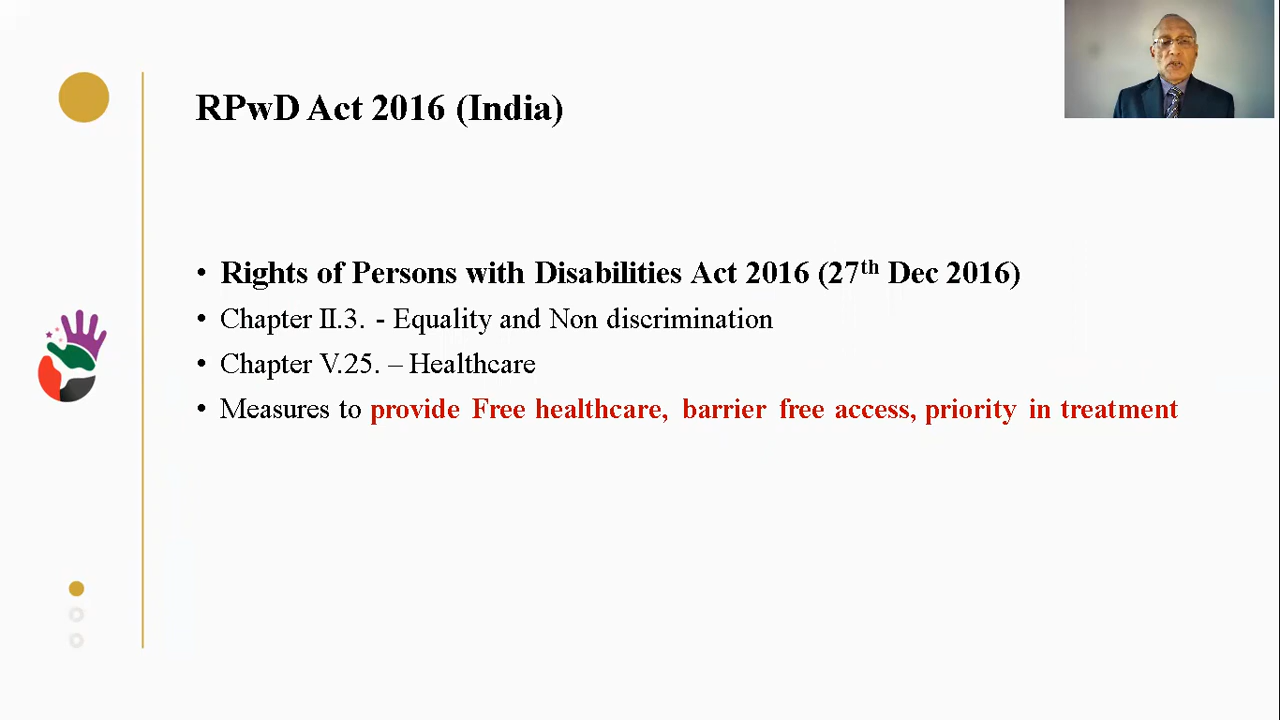 RPwD Act 2016 (India)
• Rights of Persons with Disabilities Act 2016 (27th Dec 2016)
• Chapter II.3. - Equality and Non discrimination
• Chapter V.25. – Healthcare
• Measures to provide Free healthcare, barrier free access, priority in treatment